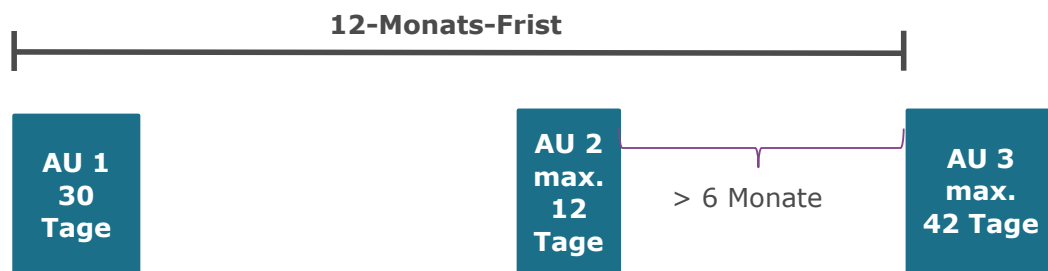 12-Monats-Frist
AU 1
30
Tage
AU 2
max.
12
Tage
> 6 Monate
AU 3
max.
42 Tage